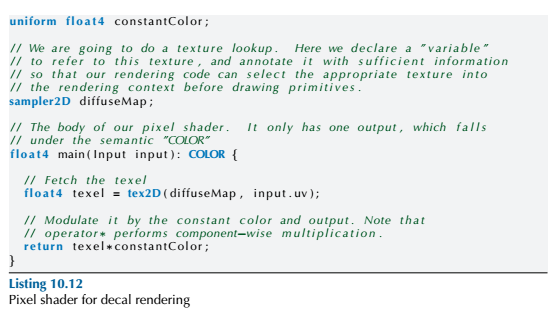 uniform float4 constantColor;
// We are going to do a texture lookup. Here we declare a "variable"
// to refer to this texture, and annotate it with sufficient information
// so that our rendering code can select the appropriate texture into
// the rendering context before drawing primitives.
sampler2D diffuseMap;
// The body of our pixel shader. It only has one output, which falls
// under the semantic "COLOR"
float4 main(Input input): COLOR {
// Fetch the texel
float4 texel = tex2D(diffuseMap, input.uv);
// Modulate it by the constant color and output. Note that
// operator* performs component-wise multiplication.
return texel*constantColor;
}
Listing 10.12
Pixel shader for decal rendering